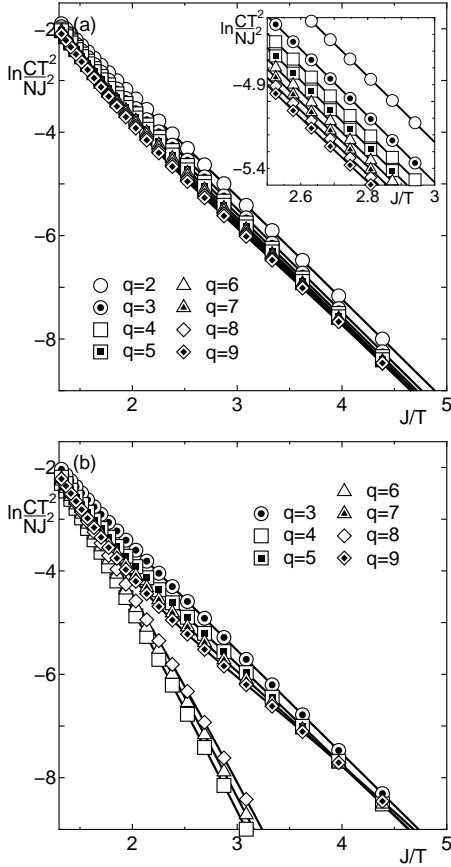 (a)
ln CT²/NJ²
−2
−4
−6
−8
2 3 4 5
J/T
q=2 q=6
q=3 q=7
q=4 q=8
q=5 q=9
ln CT²/NJ²
−4.9
−5.4
2.6 2.8 3
J/T
(b)
ln CT²/NJ²
−2
−4
−6
−8
2 3 4 5
J/T
q=6
q=3 q=7
q=4 q=8
q=5 q=9